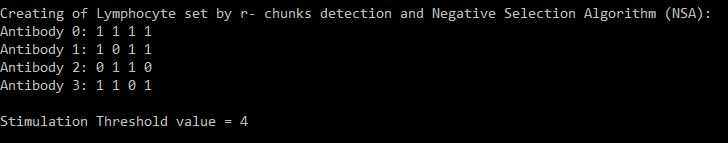 Creating of Lymphocyte set by r- chunks detection and Negative Selection Algorithm (NSA):
Antibody 0: 1 1 1 1
Antibody 1: 1 0 1 1
Antibody 2: 0 1 1 0
Antibody 3: 1 1 0 1
Stimulation Threshold value = 4